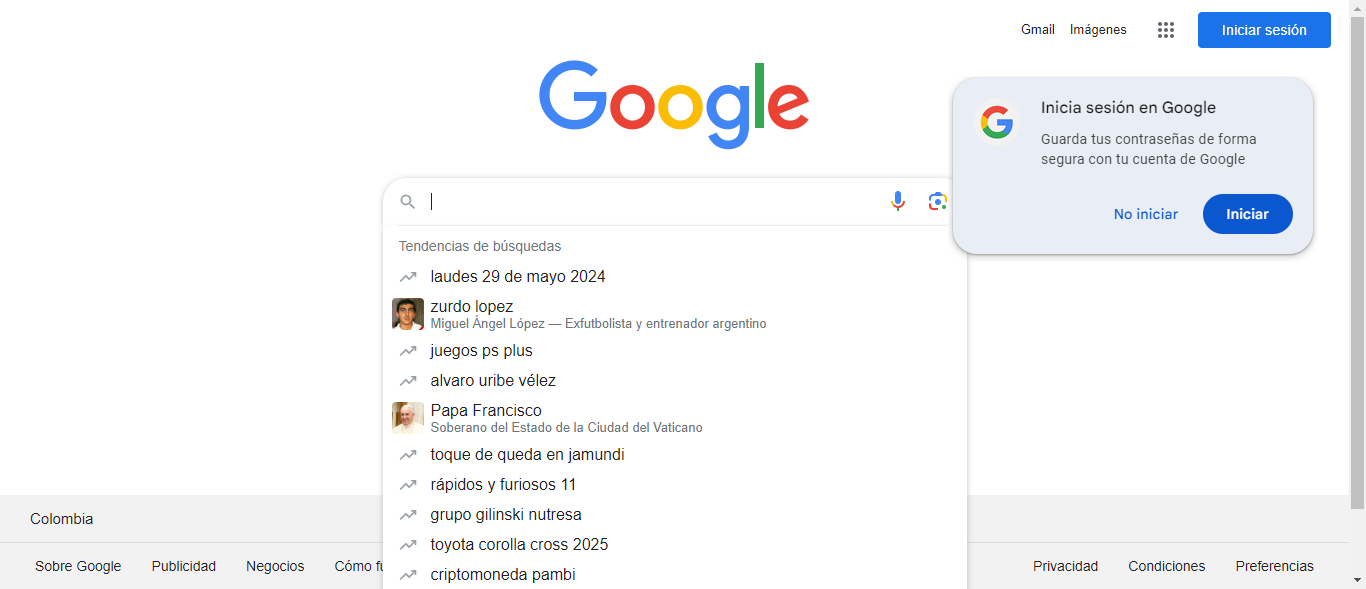 Gmail Imágenes Iniciar sesión
Google
Inicia sesión en Google
Guarda tus contraseñas de forma
segura con tu cuenta de Google
No iniciar Iniciar
Tendencias de búsquedas
laudes 29 de mayo 2024
zurdo lopez
Miguel Ángel López — Exfutbolista y entrenador argentino
juegos ps plus
alvaro uribe vélez
Papa Francisco
Soberano del Estado de la Ciudad del Vaticano
toque de queda en jamundi
rápidos y furiosos 11
grupo gilinski nutresa
toyota corolla cross 2025
criptomoneda pambi
Colombia
Sobre Google Publicidad Negocios Cómo Privacidad Condiciones Preferencias